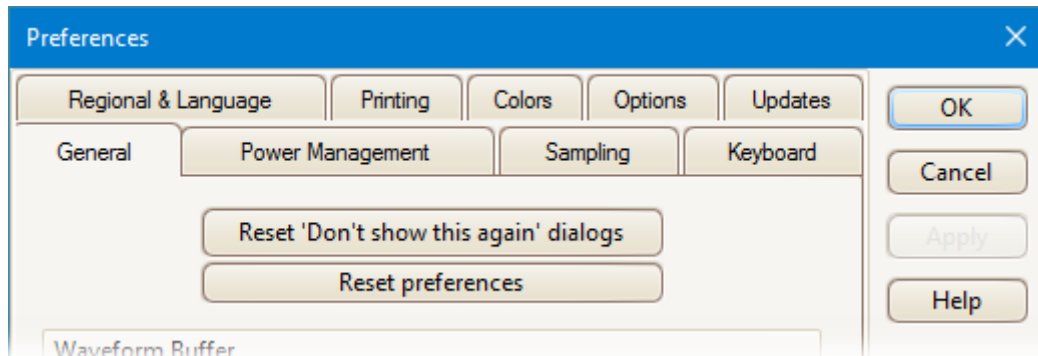 Preferences
Regional & Language Printing Colors Options Updates
General Power Management Sampling Keyboard
OK
Cancel
Apply
Help
Reset 'Don't show this again' dialogs
Reset preferences
Waveform Buffer